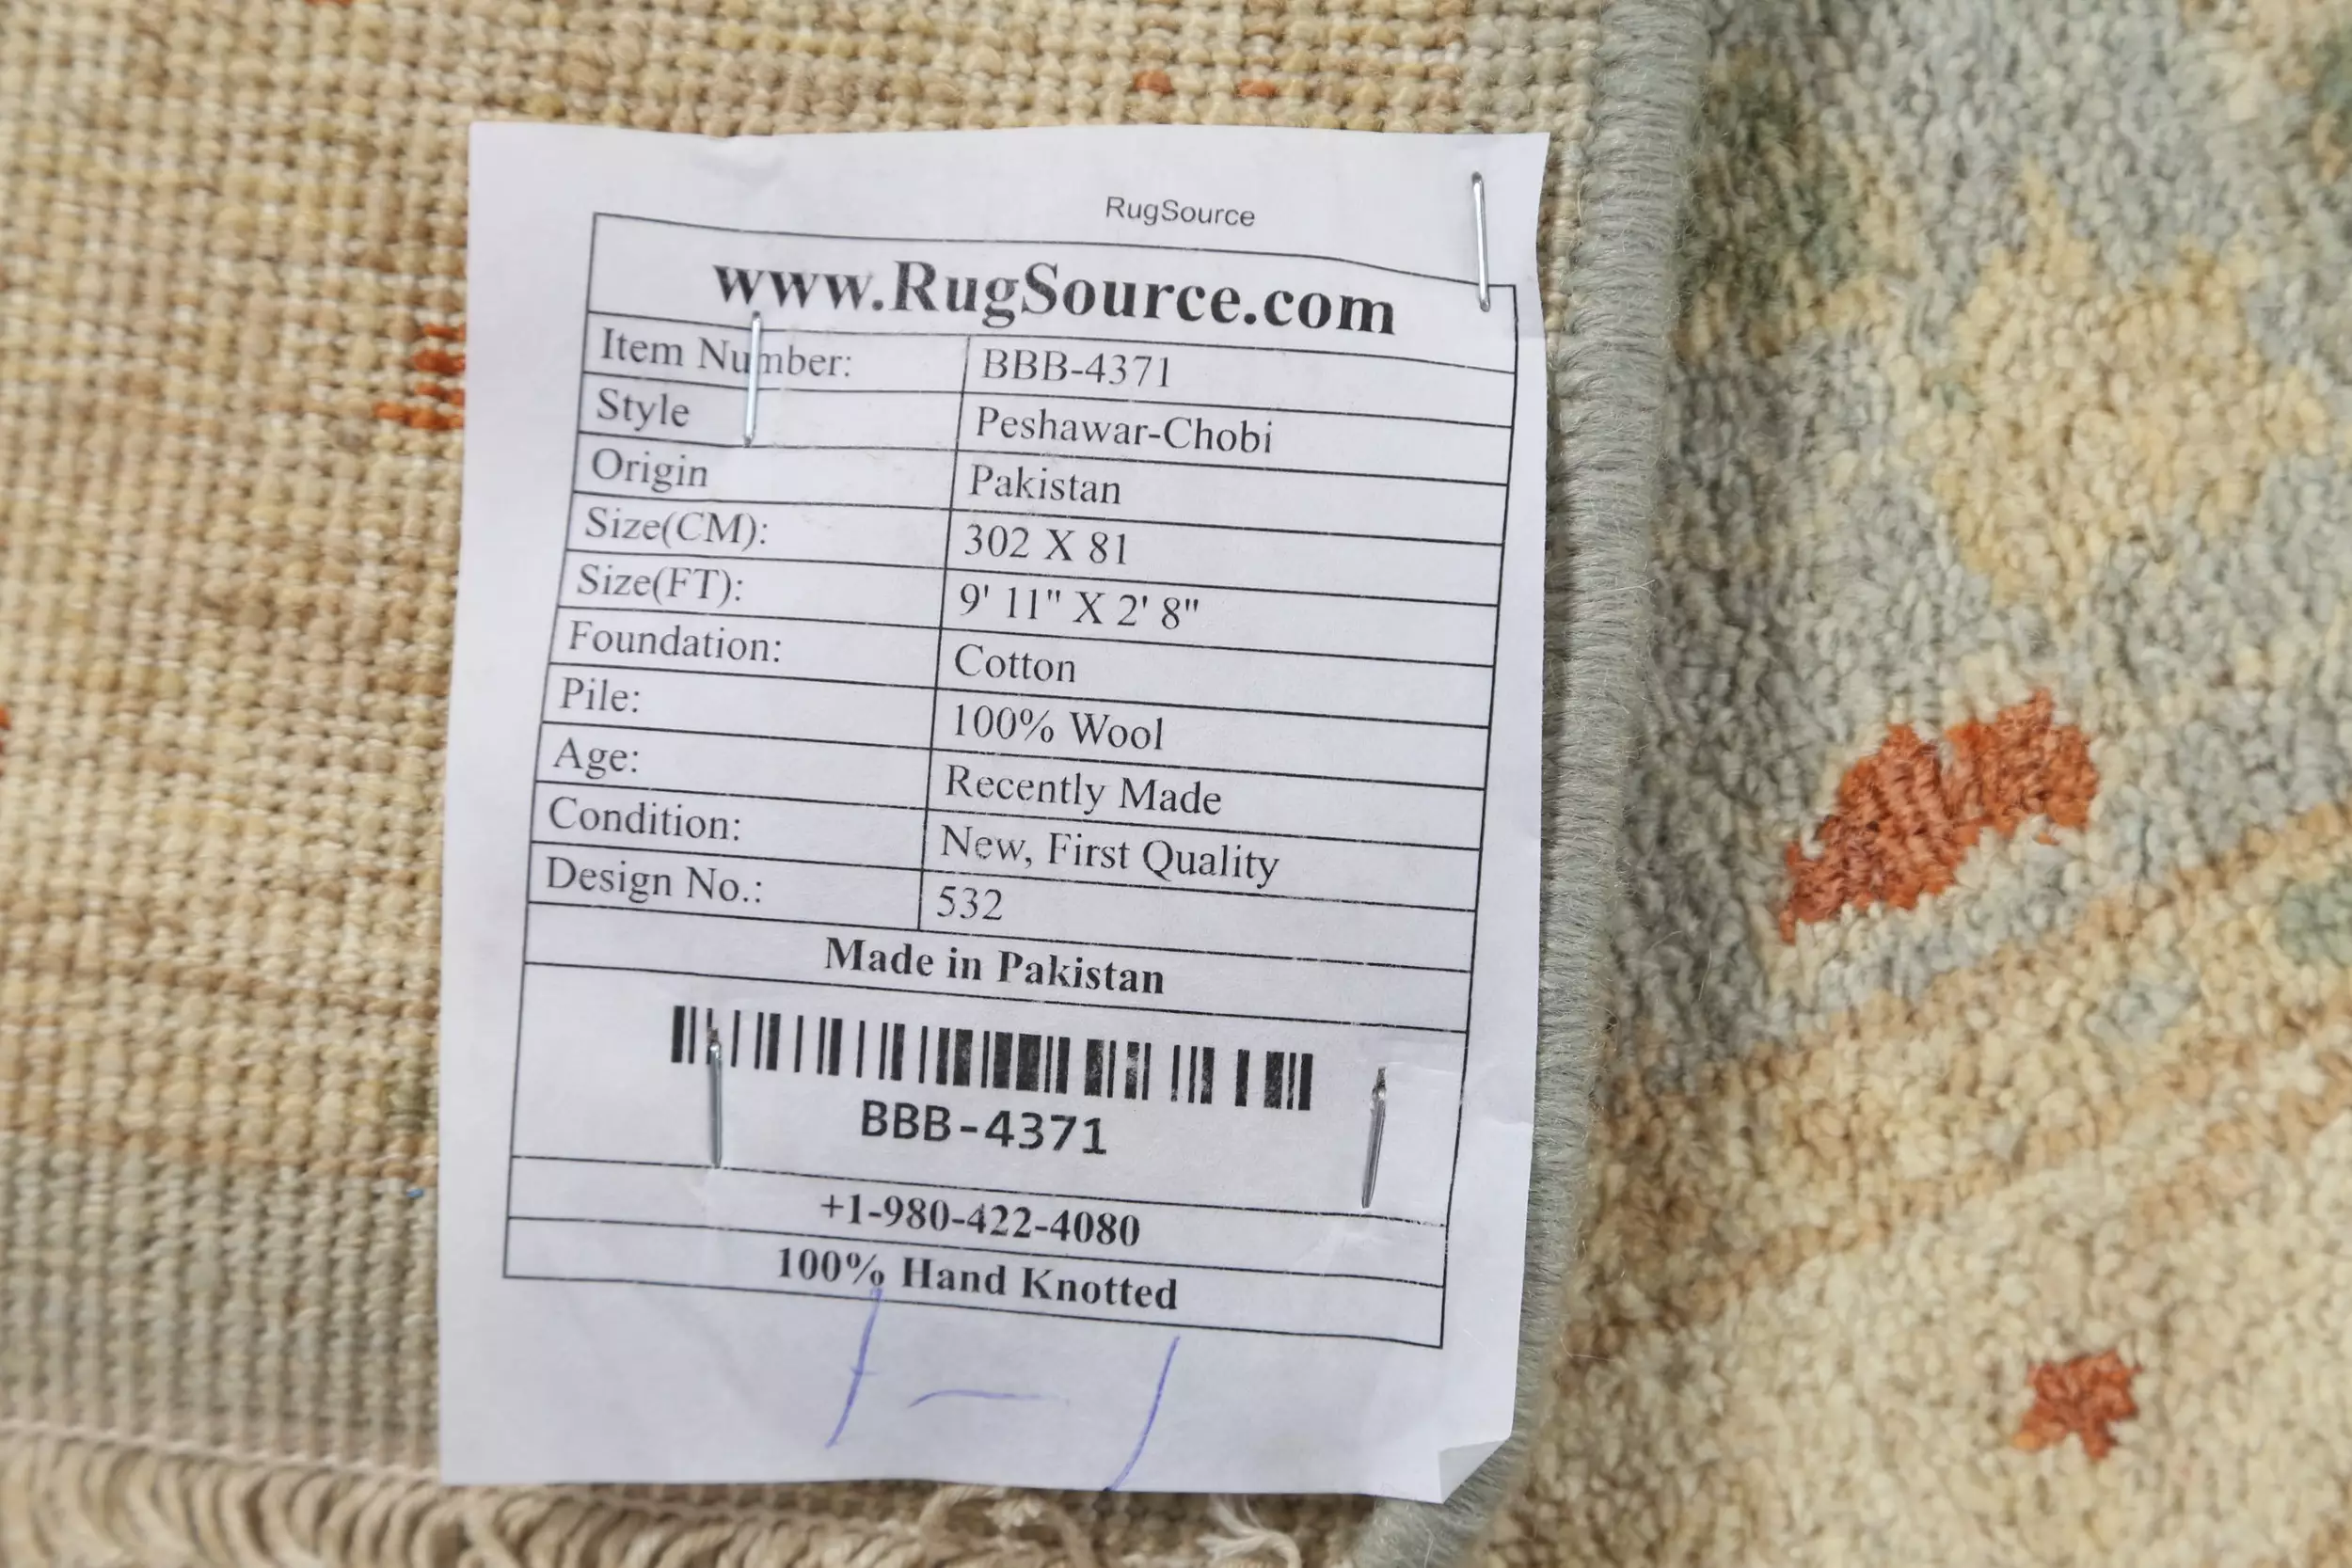 RugSource
www.RugSource.com
Item Number: BBB-4371
Style Peshawar-Chobi
Origin Pakistan
Size(CM): 302 X 81
Size(FT): 9' 11" X 2' 8"
Foundation: Cotton
Pile: 100% Wool
Age: Recently Made
Condition: New, First Quality
Design No.: 532
Made in Pakistan
BBB-4371
+1-980-422-4080
100% Hand Knotted
1-1